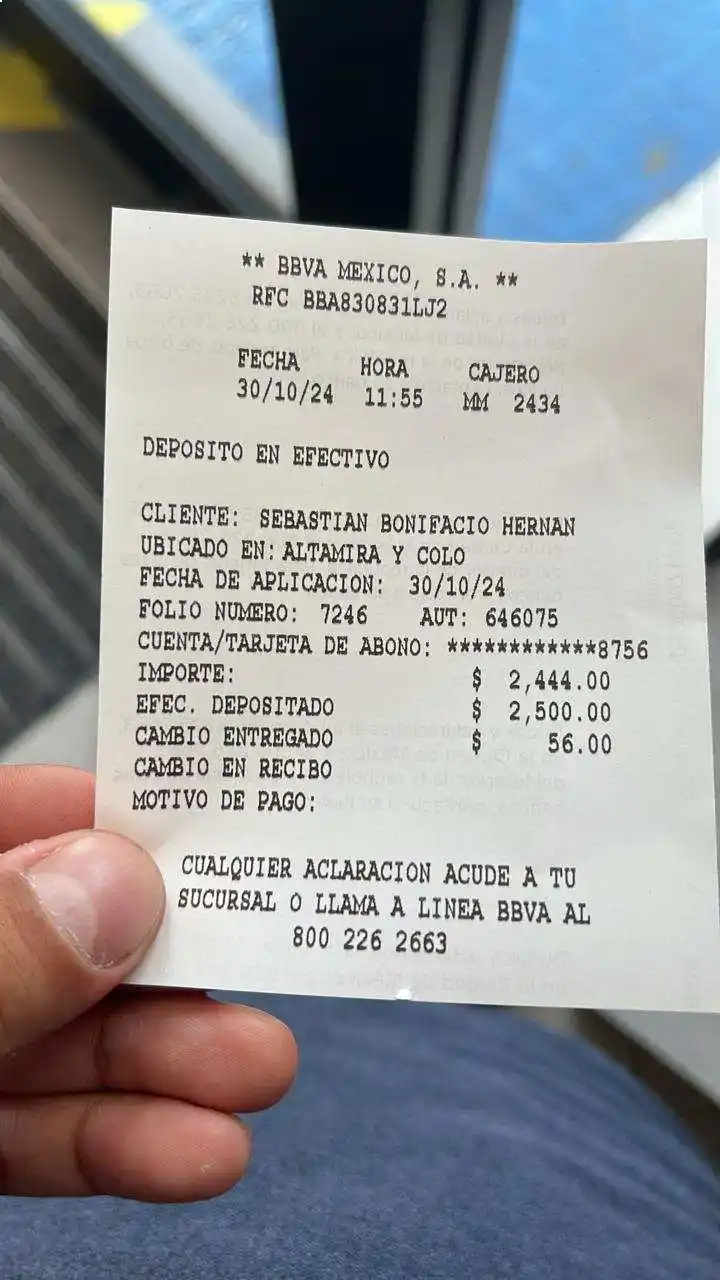 ** BBVA MEXICO, S.A. **
RFC BBA830831LJ2
FECHA HORA CAJERO
30/10/24 11:55 MM 2434
DEPOSITO EN EFECTIVO
CLIENTE: SEBASTIAN BONIFACIO HERNAN
UBICADO EN: ALTAMIRA Y COLO
FECHA DE APLICACION: 30/10/24
FOLIO NUMERO: 7246 AUT: 646075
CUENTA/TARJETA DE ABONO: ************8756
IMPORTE: $ 2,444.00
EFEC. DEPOSITADO $ 2,500.00
CAMBIO ENTREGADO $ 56.00
CAMBIO EN RECIBO
MOTIVO DE PAGO:
CUALQUIER ACLARACION ACUDE A TU
SUCURSAL O LLAMA A LINEA BBVA AL
800 226 2663